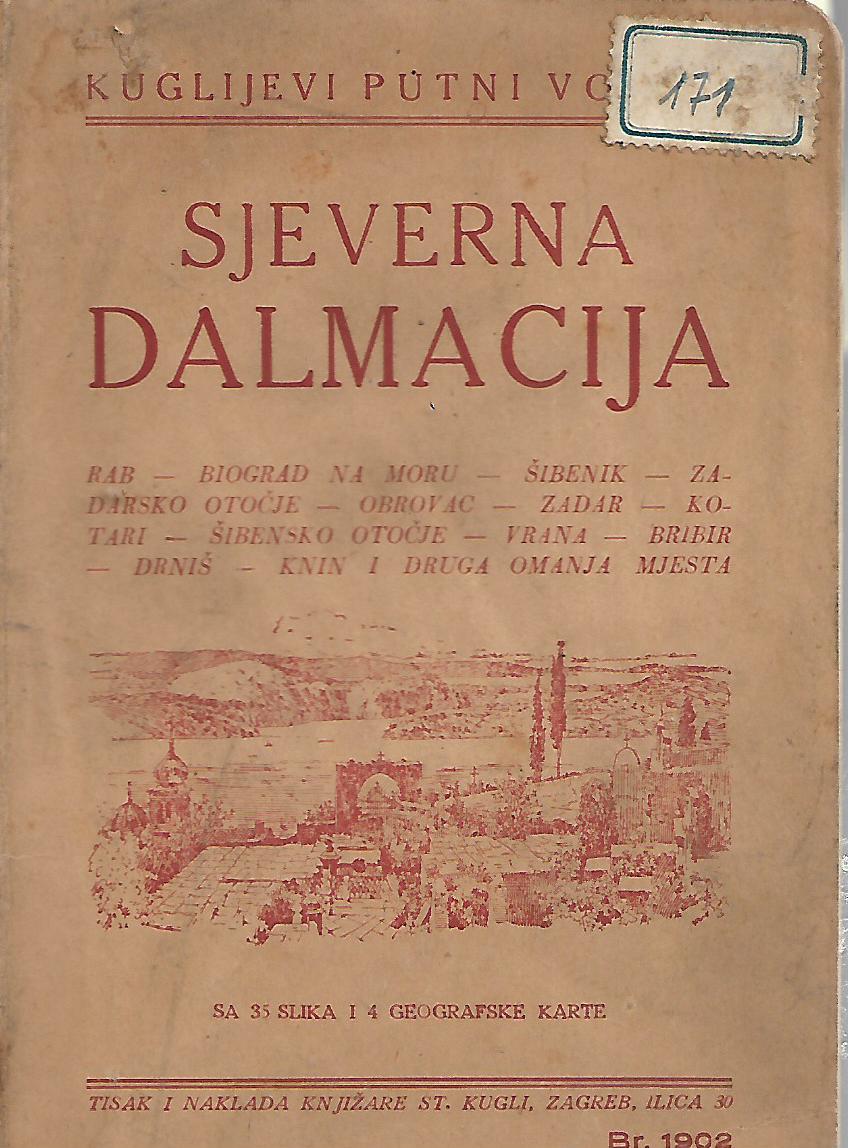 KUGLIJEVI PUTNI
171
SJEVERNA
DALMACIJA
RAB — BIOGRAD NA MORU — ŠIBENIK — ZA-
DARSKO OTOČJE — OBROVAC — ZADAR — KO-
TARI — ŠIBENSKO OTOČJE — VRANA — BRIBIR
— DRNIŠ — KNIN I DRUGA OMANJA MJESTA
SA 35 SLIKA I 4 GEOGRAFSKE KARTE
TISAK I NAKLADA KNJIŽARE ST. KUGLI, ZAGREB, ILICA 30
Br. 1902